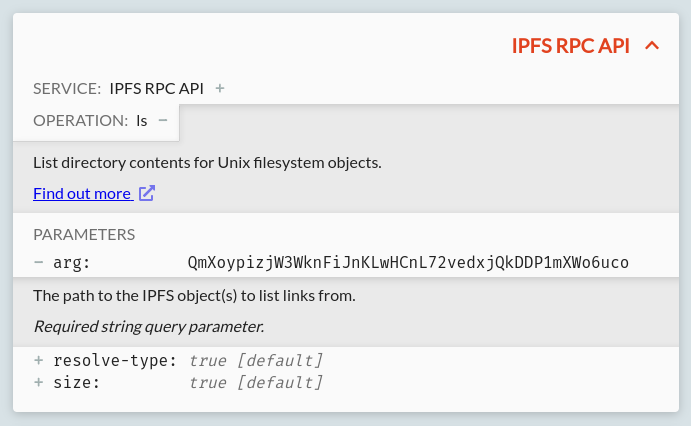 IPFS RPC API
SERVICE: IPFS RPC API +
OPERATION: ls −
List directory contents for Unix filesystem objects.
Find out more
PARAMETERS
− arg: QmXoypizjW3WknFiJnKLwHCnL72vedxjQkDDP1mXWo6uco
The path to the IPFS object(s) to list links from.
Required string query parameter.
+ resolve-type: true [default]
+ size: true [default]